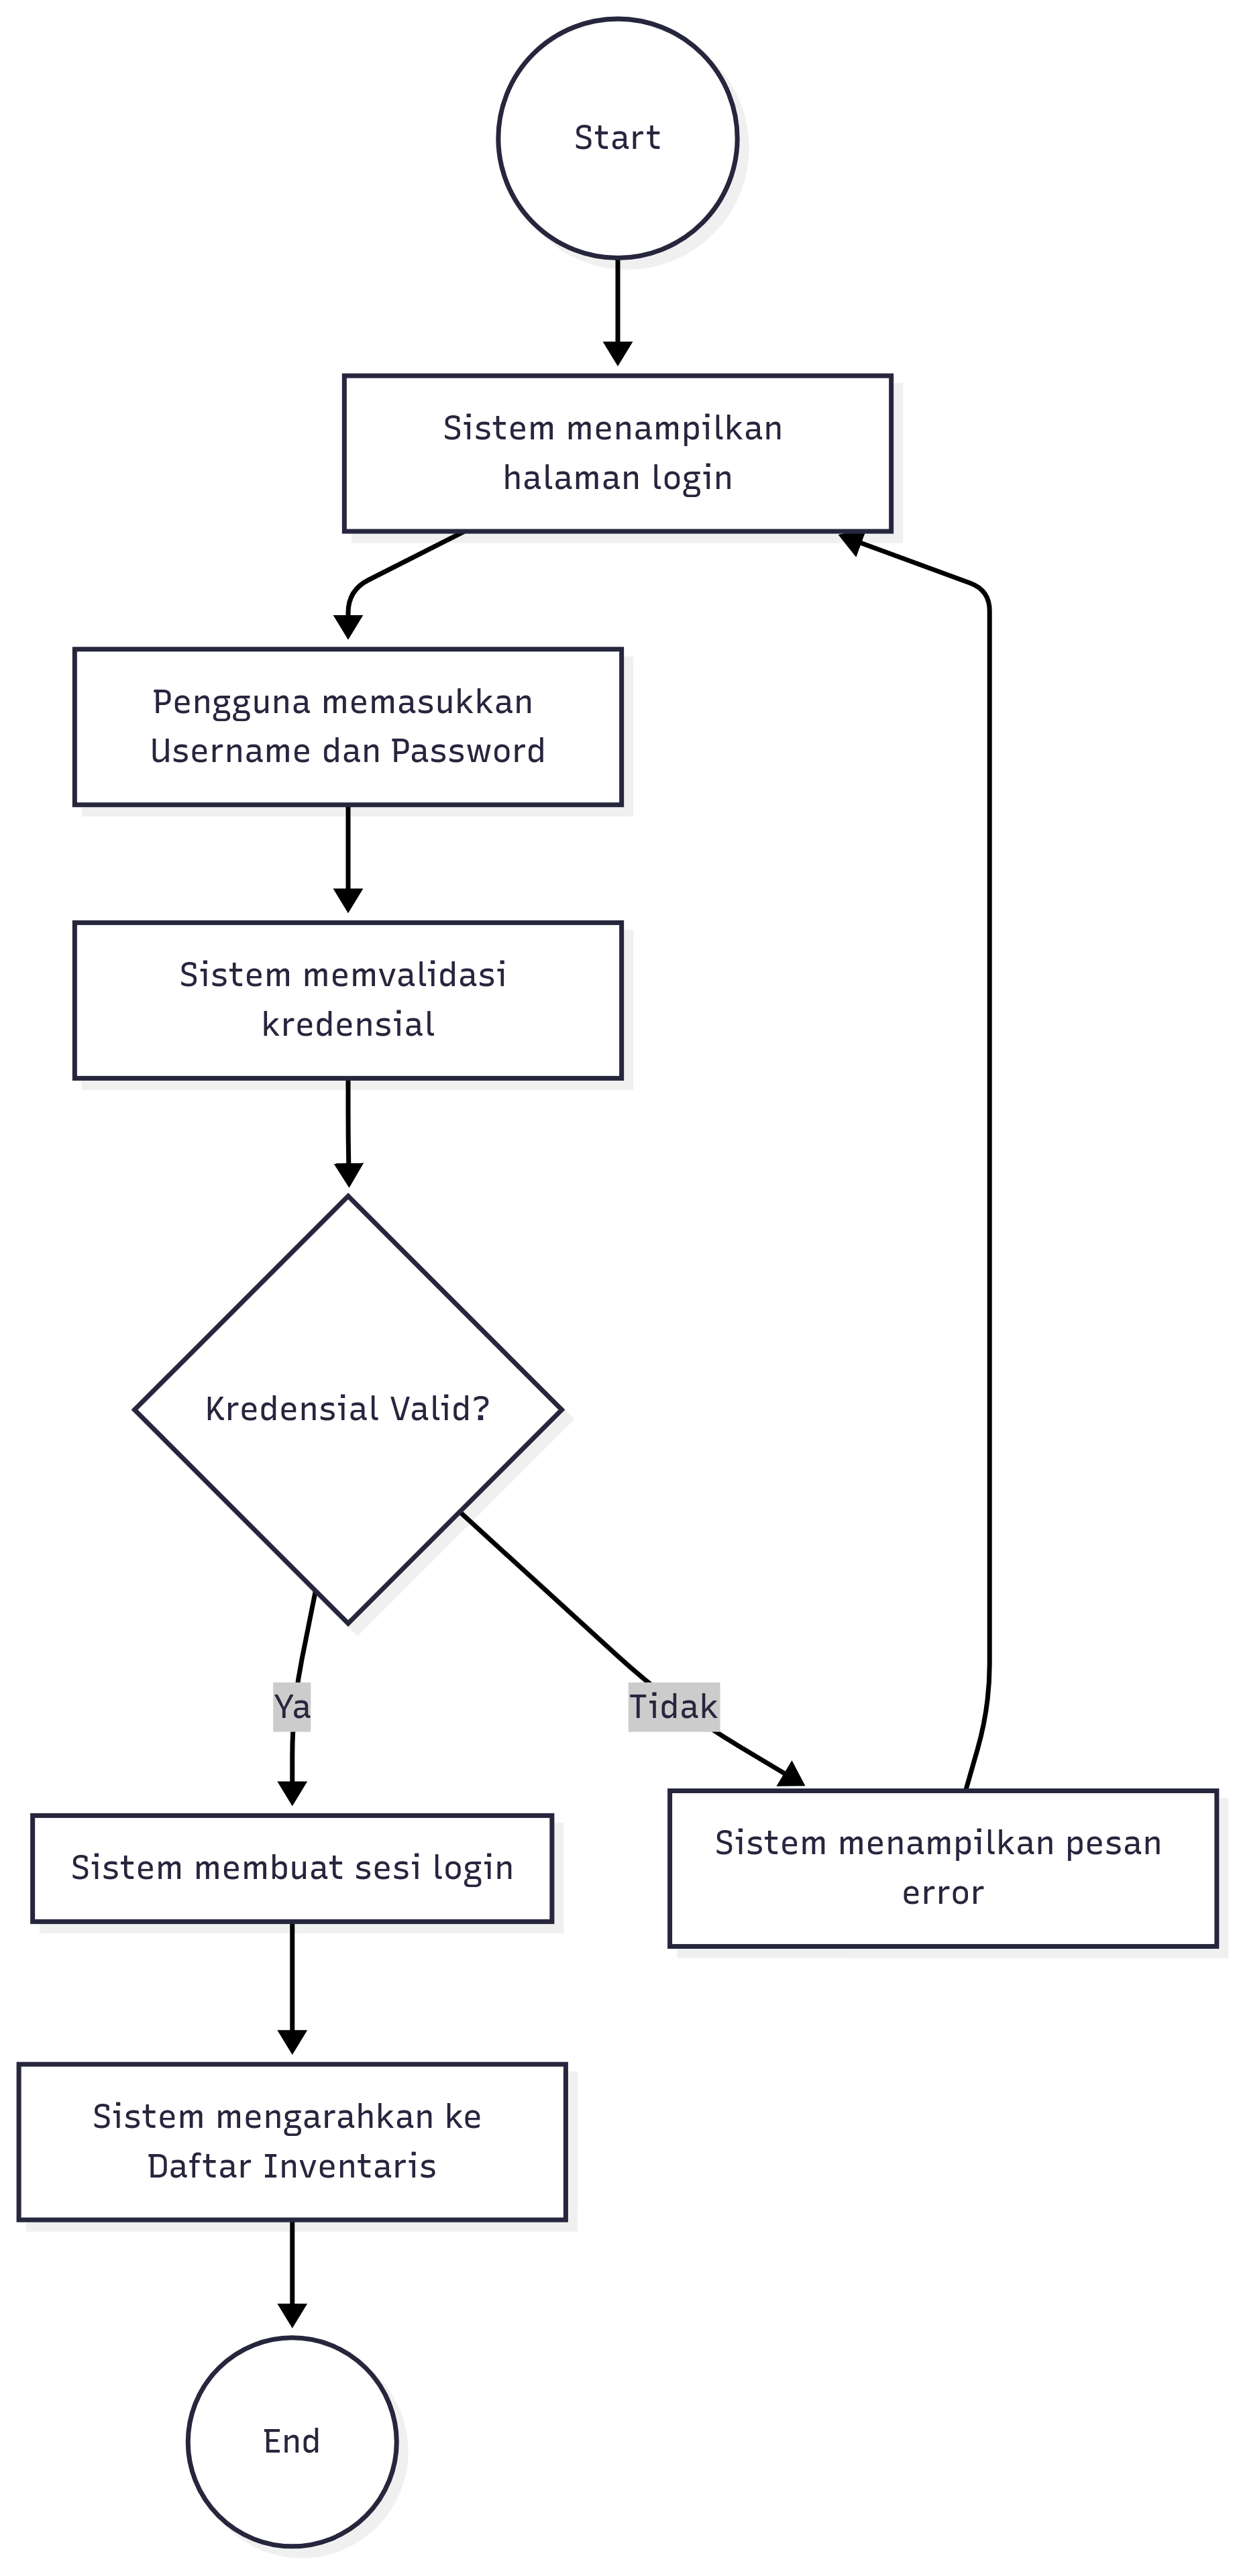 Start
Sistem menampilkan
halaman login
Pengguna memasukkan
Username dan Password
Sistem memvalidasi
kredensial
Kredensial Valid?
Ya
Tidak
Sistem membuat sesi login
Sistem menampilkan pesan
error
Sistem mengarahkan ke
Daftar Inventaris
End